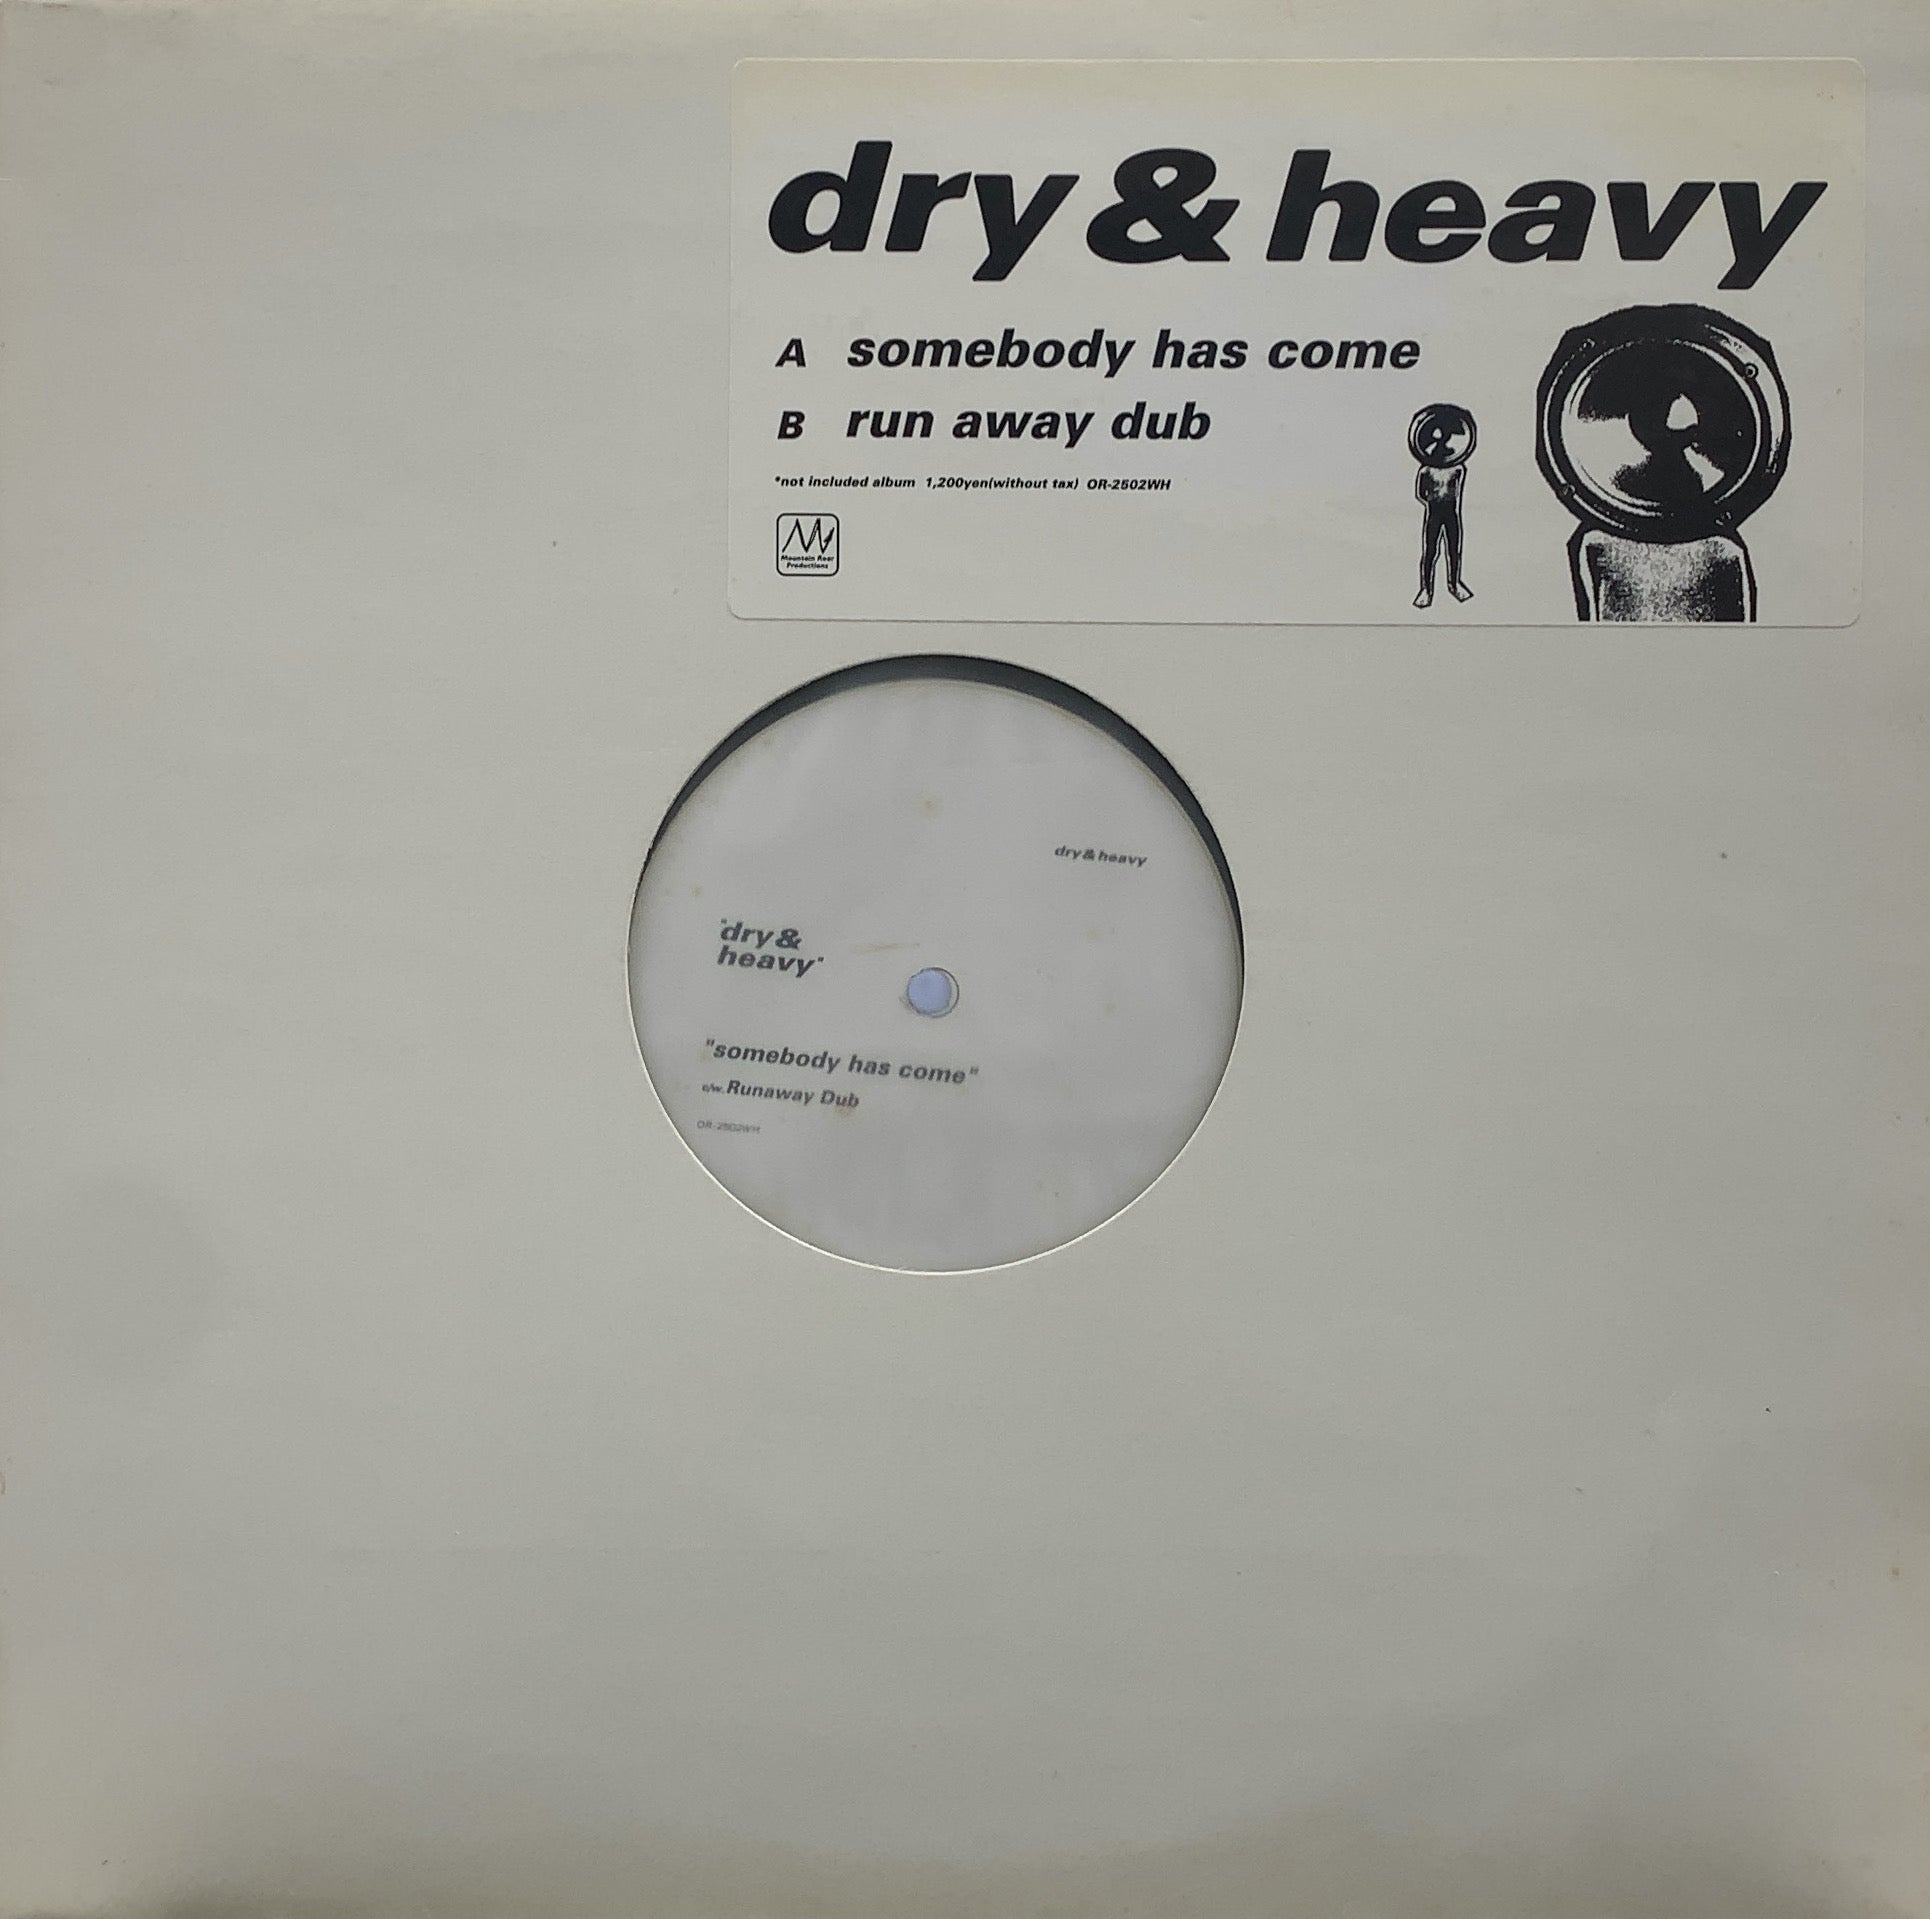 dry & heavy
A somebody has come
B run away dub
*not included album 1,200yen(without tax) OR-2502WH
Mountain Roar
Productions
dry & heavy
"dry &
heavy"
"somebody has come"
c/w. Runaway Dub
OR-2502WH